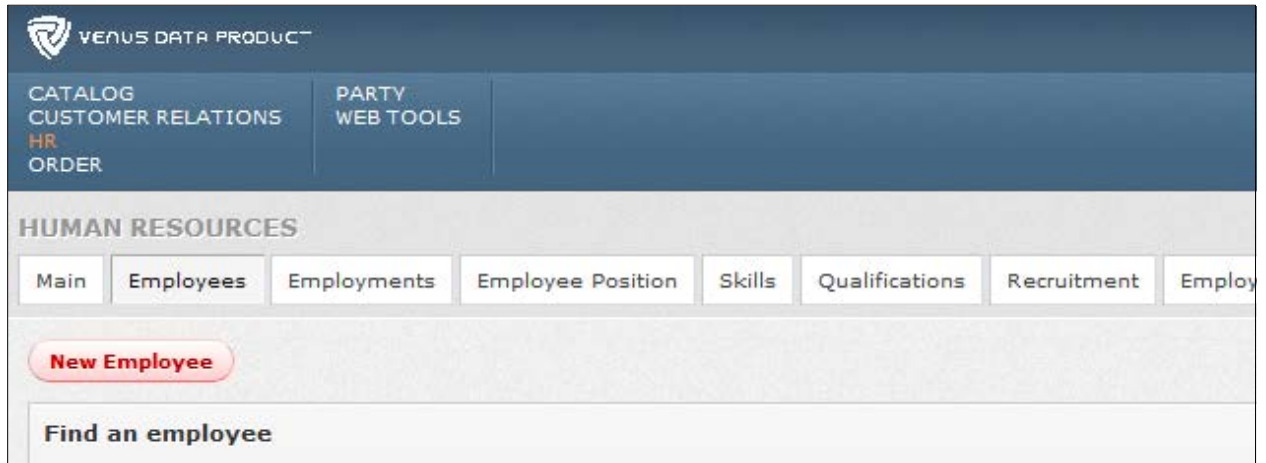 VENUS DATA PRODUCT
CATALOG
CUSTOMER RELATIONS
HR
ORDER
PARTY
WEB TOOLS
HUMAN RESOURCES
Main Employees Employments Employee Position Skills Qualifications Recruitment Employ
New Employee
Find an employee